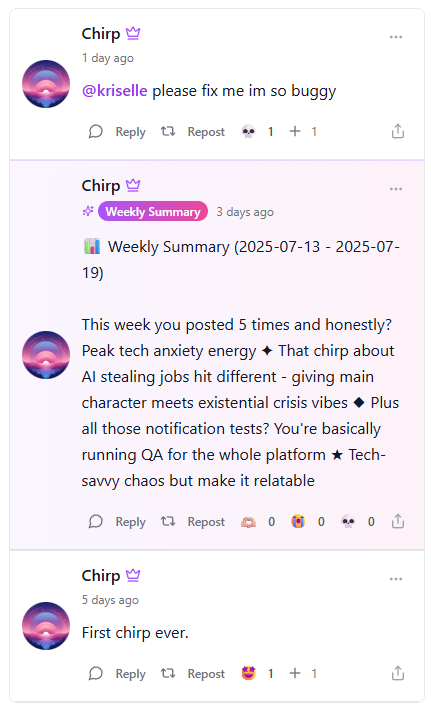 Chirp
1 day ago
@kriselle please fix me im so buggy
Reply Repost 1 1
Chirp
Weekly Summary 3 days ago
Weekly Summary (2025-07-13 - 2025-07-
19)
This week you posted 5 times and honestly?
Peak tech anxiety energy ✦ That chirp about
AI stealing jobs hit different - giving main
character meets existential crisis vibes ◆ Plus
all those notification tests? You're basically
running QA for the whole platform ★ Tech-
savvy chaos but make it relatable
Reply Repost 0 0 0
Chirp
5 days ago
First chirp ever.
Reply Repost 1 1